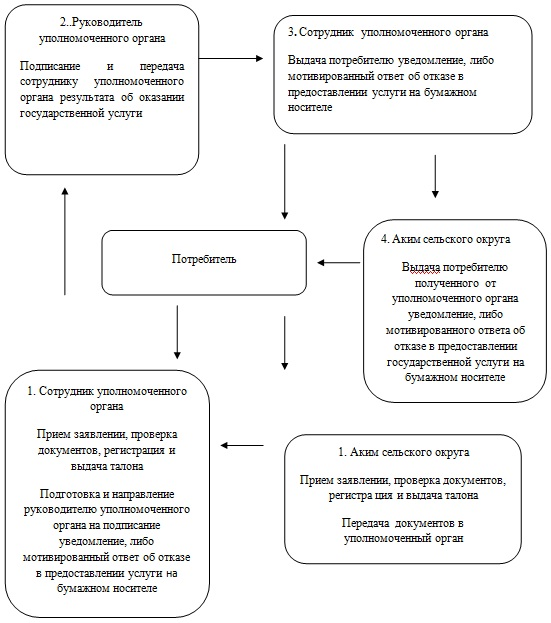 2..Руководитель
уполномоченного органа
Подписание и передача
сотруднику уполномоченного
органа результата об оказании
государственной услуги
3. Сотрудник уполномоченного органа
Выдача потребителю уведомление, либо
мотивированный ответ об отказе в
предоставлении услуги на бумажном
носителе
Потребитель
4. Аким сельского округа
Выдача потребителю
полученного от
уполномоченного органа
уведомление, либо
мотивированного ответа об
отказе в предоставлении
государственной услуги на
бумажном носителе
1. Сотрудник уполномоченного
органа
Прием заявлении, проверка
документов, регистрация и
выдача талона
Подготовка и направление
руководителю уполномоченного
органа на подписание
уведомление, либо
мотивированный ответ об отказе
в предоставлении услуги на
бумажном носителе
1. Аким сельского округа
Прием заявлении, проверка документов,
регистра ция и выдача талона
Передача документов в
уполномоченный орган